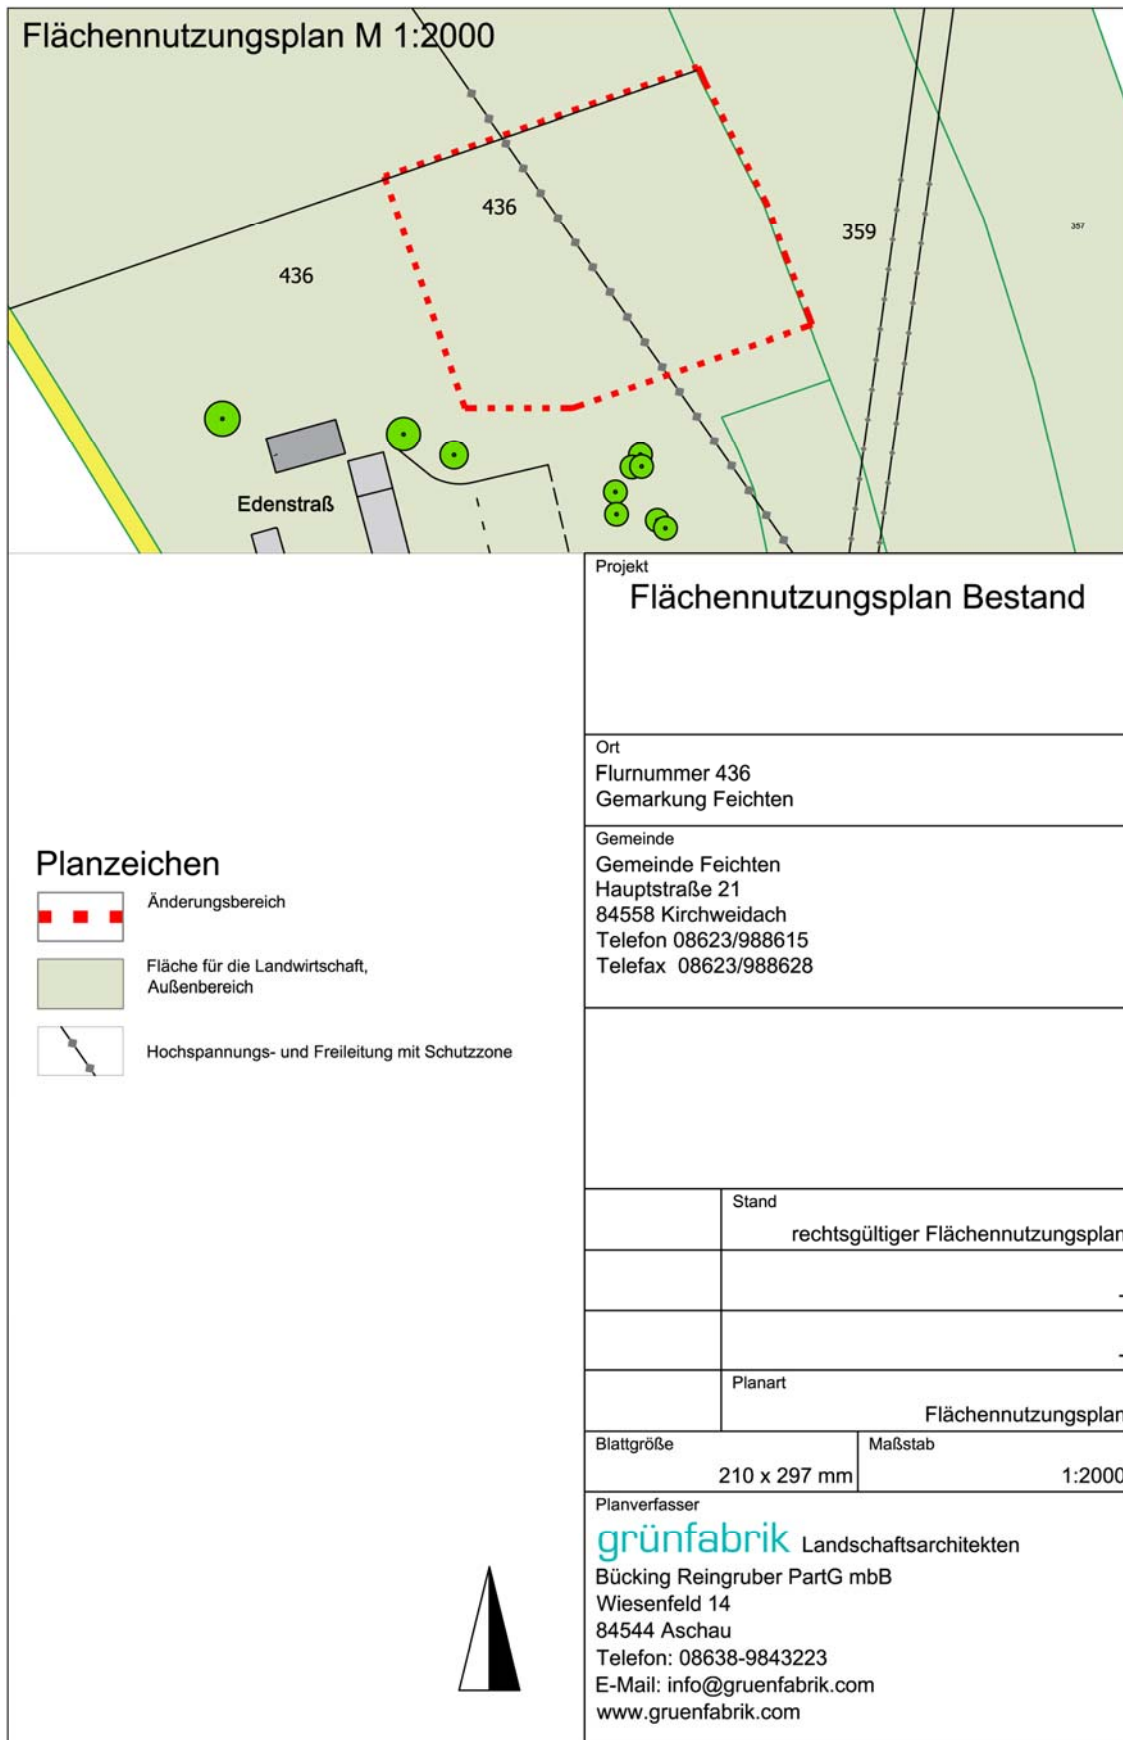 Flächennutzungsplan M 1:2000
436
436
359
357
Edenstraß
Projekt
Flächennutzungsplan Bestand
Ort
Flurnummer 436
Gemarkung Feichten
Gemeinde
Gemeinde Feichten
Hauptstraße 21
84558 Kirchweidach
Telefon 08623/988615
Telefax 08623/988628
Planzeichen
Änderungsbereich
Fläche für die Landwirtschaft,
Außenbereich
Hochspannungs- und Freileitung mit Schutzzone
Stand
rechtsgültiger Flächennutzungsplan
-
-
Planart
Flächennutzungsplan
Blattgröße
210 x 297 mm
Maßstab
1:2000
Planverfasser
grünfabrik Landschaftsarchitekten
Bücking Reingruber PartG mbB
Wiesenfeld 14
84544 Aschau
Telefon: 08638-9843223
E-Mail: info@gruenfabrik.com
www.gruenfabrik.com